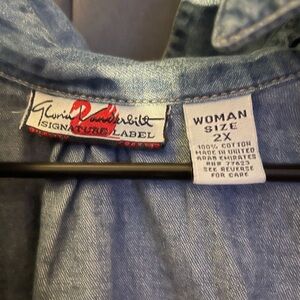 Gloria Vanderbilt
SIGNATURE LABEL
WOMAN
SIZE
2X
100% COTTON
MADE IN UNITED
ARAB EMIRATES
RN# 77623
SEE REVERSE
FOR CARE